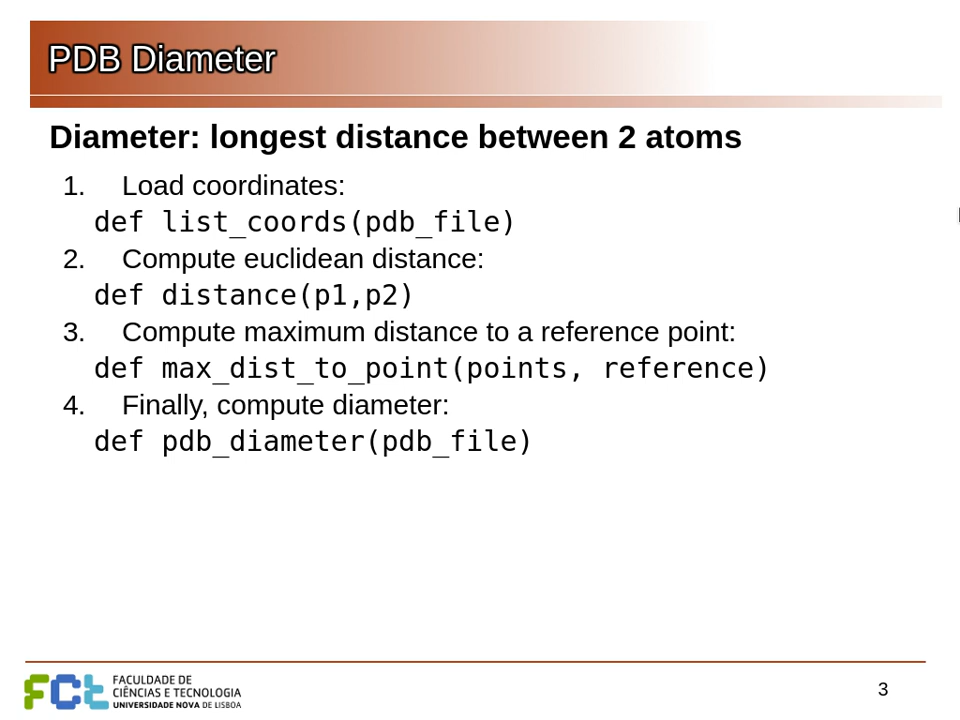 PDB Diameter
Diameter: longest distance between 2 atoms
1. Load coordinates:
def list_coords(pdb_file)
2. Compute euclidean distance:
def distance(p1,p2)
3. Compute maximum distance to a reference point:
def max_dist_to_point(points, reference)
4. Finally, compute diameter:
def pdb_diameter(pdb_file)
FCt
FACULDADE DE
CIÊNCIAS E TECNOLOGIA
UNIVERSIDADE NOVA DE LISBOA
3